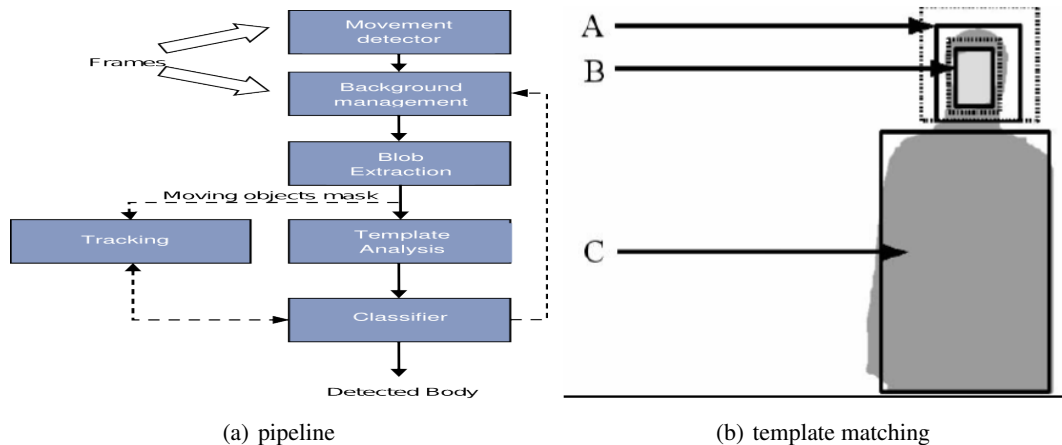 Movement
detector
Frames
Background
management
Blob
Extraction
Moving objects mask
Tracking
Template
Analysis
Classifier
Detected Body
(a) pipeline
A
B
C
(b) template matching